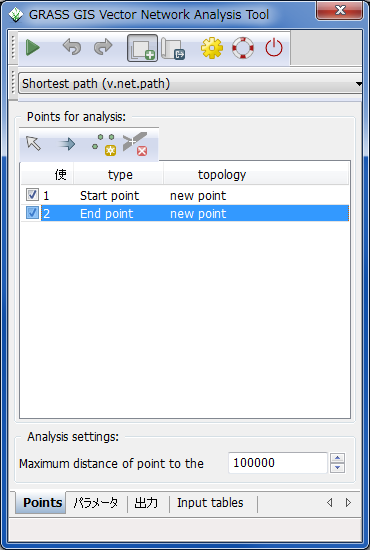 GRASS GIS Vector Network Analysis Tool
Shortest path (v.net.path)
Points for analysis:
使 type topology
1 Start point new point
2 End point new point
Analysis settings:
Maximum distance of point to the 100000
Points パラメータ 出力 Input tables